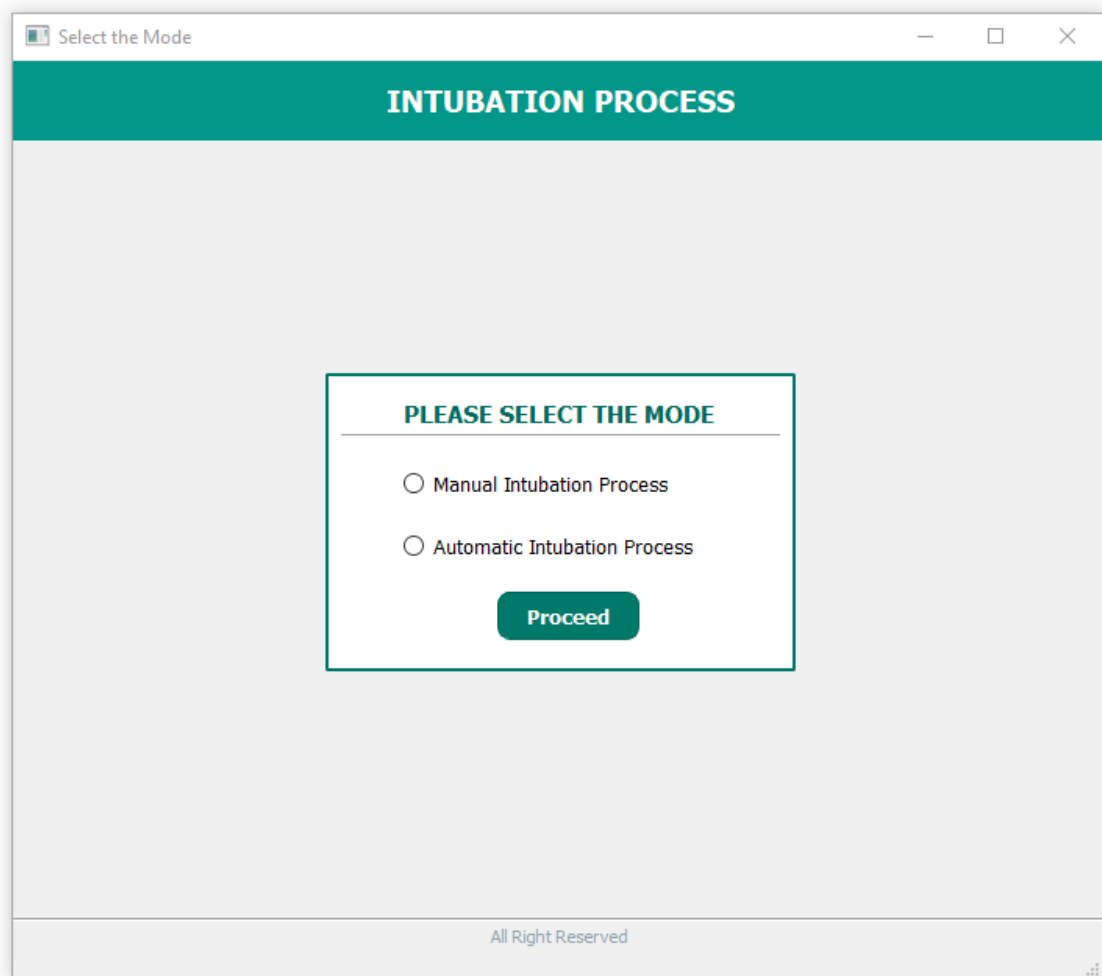 Select the Mode
INTUBATION PROCESS
PLEASE SELECT THE MODE
Manual Intubation Process
Automatic Intubation Process
Proceed
All Right Reserved